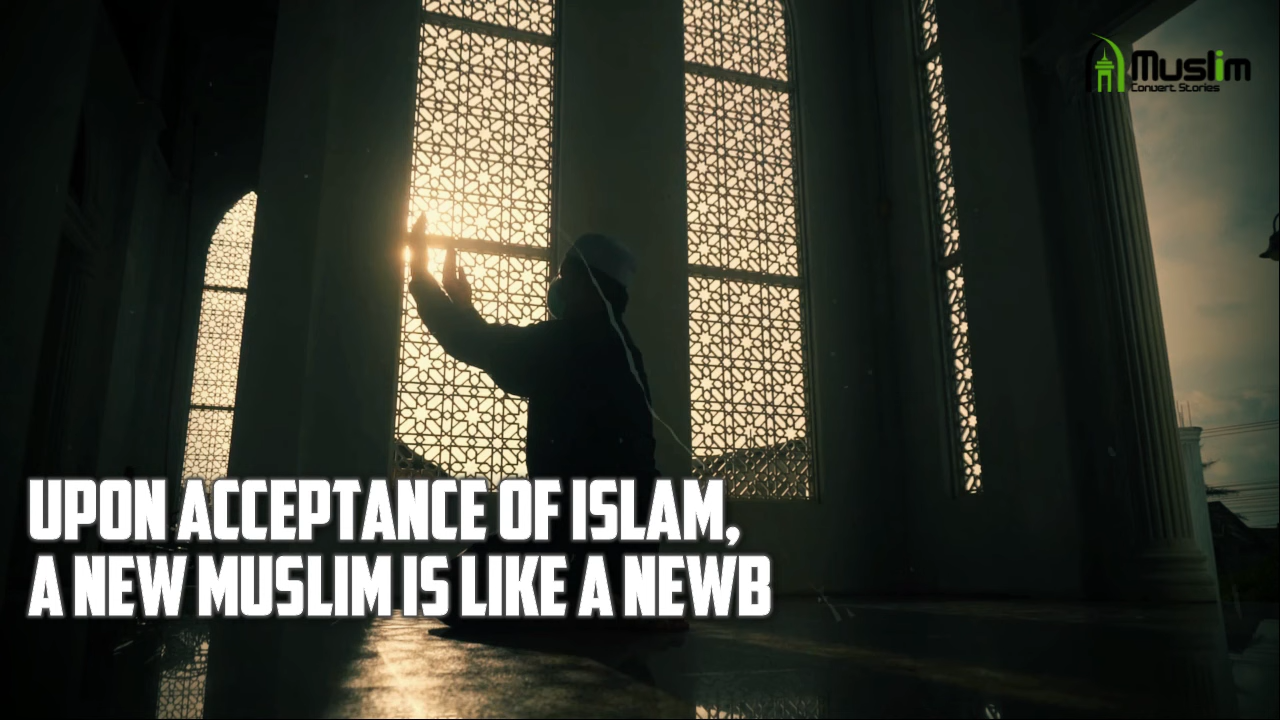 Muslim
Convert Stories
UPON ACCEPTANCE OF ISLAM,
A NEW MUSLIM IS LIKE A NEWB